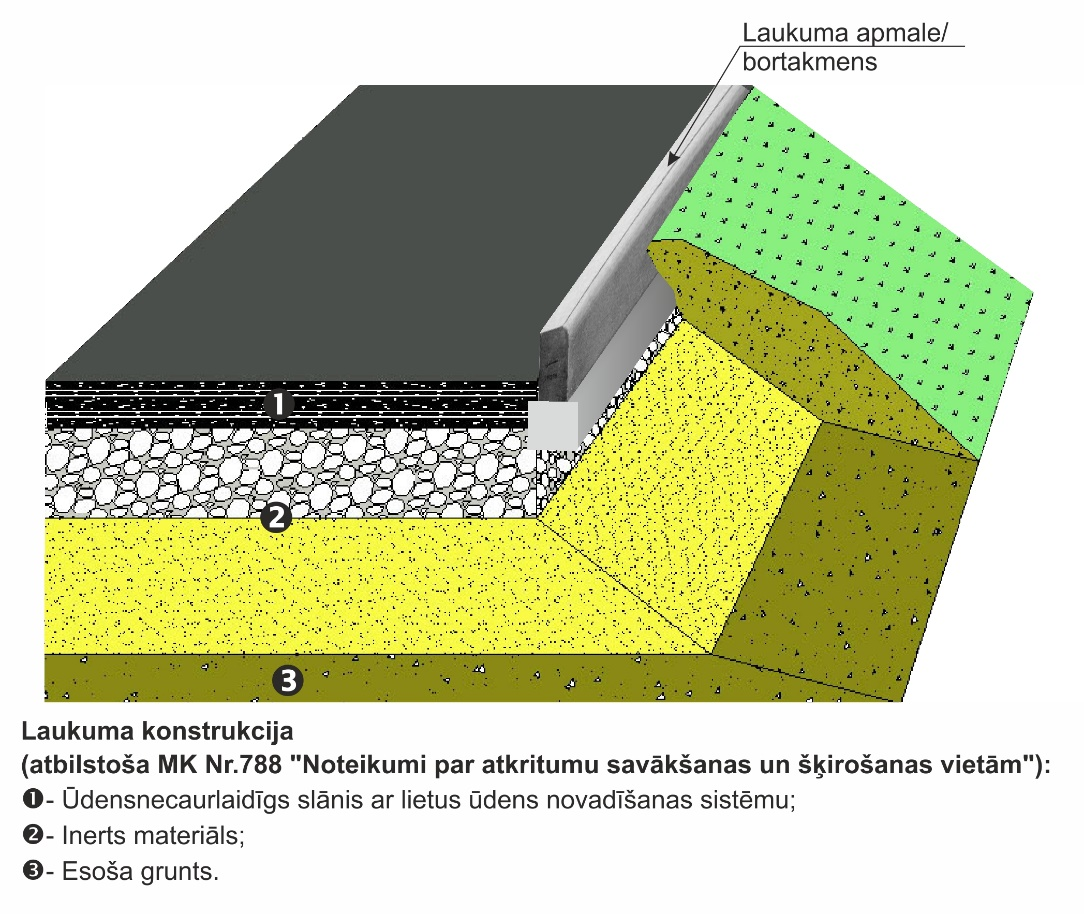 Laukuma apmale/
bortakmens
1
2
3
Laukuma konstrukcija
(atbilstoša MK Nr.788 "Noteikumi par atkritumu savākšanas un šķirošanas vietām"):
❶- Ūdensnecaurlaidīgs slānis ar lietus ūdens novadīšanas sistēmu;
❷- Inerts materiāls;
❸- Esoša grunts.